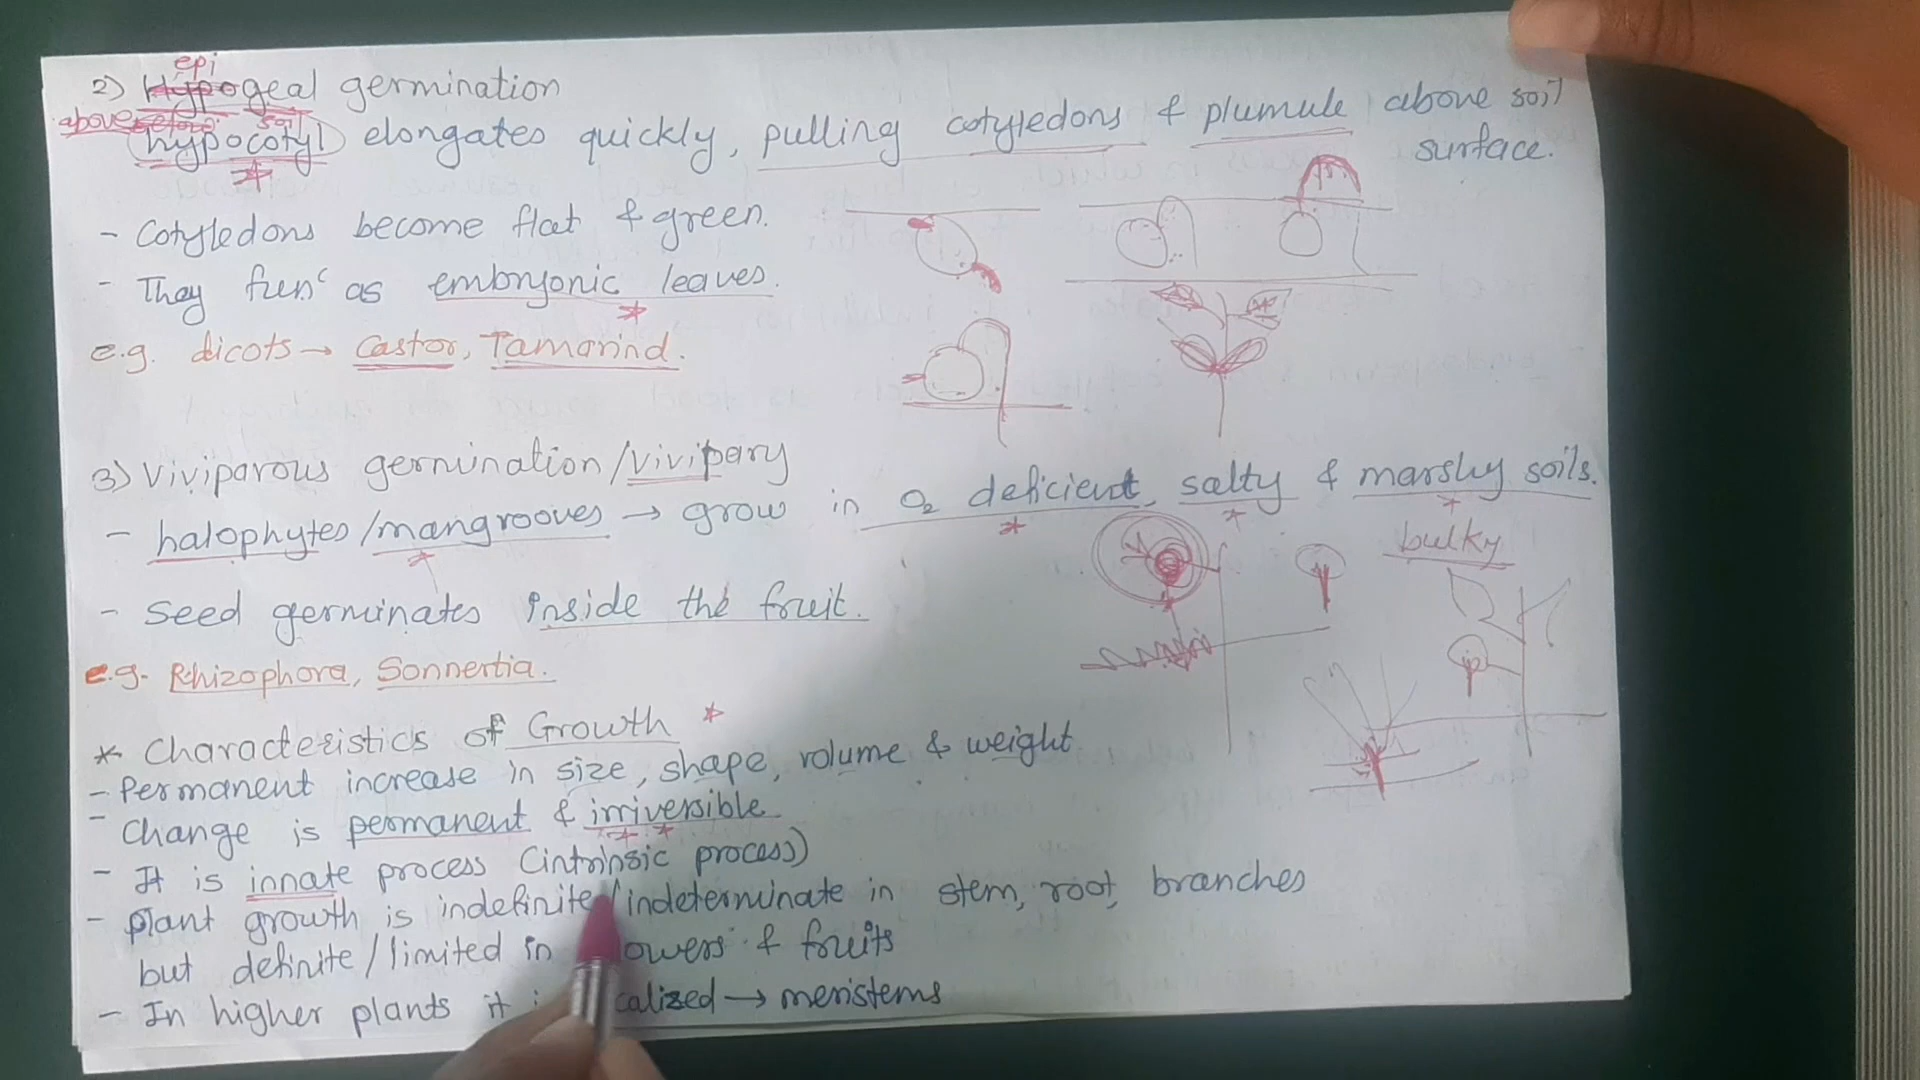 epi
2) Hypogeal germination
above soil
hypocotyl elongates quickly, pulling cotyledons & plumule above soil
surface.
- Cotyledons become flat & green.
- They func as embryonic leaves.
e.g. dicots → Castor, Tamarind.
3) Viviparous germination/vivipary
- halophytes/mangrooves → grow in O2 deficient, salty & marshy soils.
bulky
- Seed germinates inside the fruit.
e.g. Rhizophora, Sonnertia.
* Characteristics of Growth *
- Permanent increase in size, shape, volume & weight
- Change is permanent & irriversible
- It is innate process (intrinsic process)
- plant growth is indefinite/indeterminate in stem, root, branches
but definite/limited in owers & fruits
- In higher plants it calized → meristems